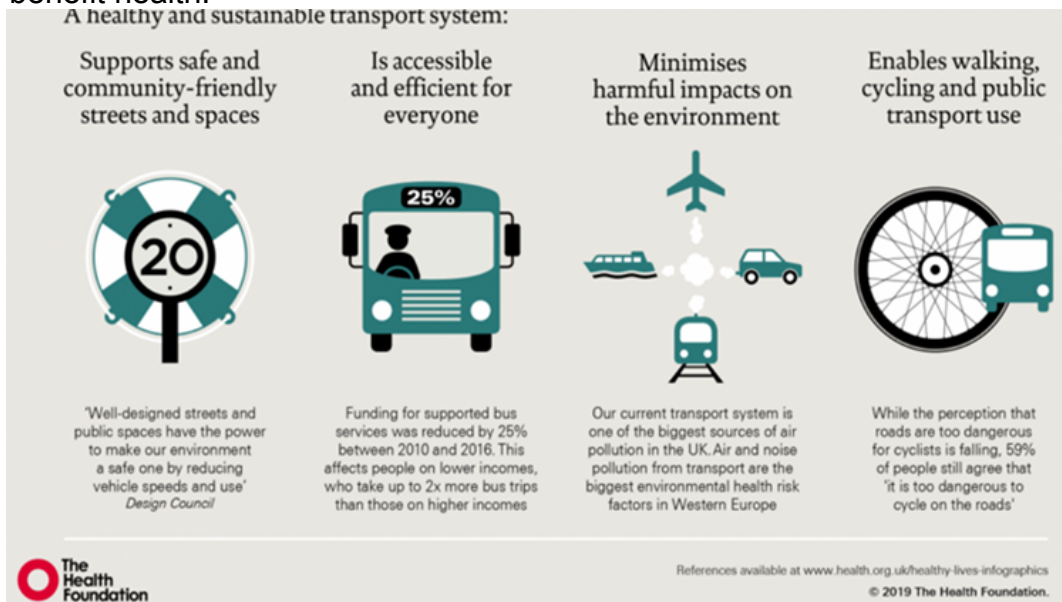 benefit health.
A healthy and sustainable transport system:
Supports safe and
community-friendly
streets and spaces
20
'Well-designed streets and
public spaces have the power
to make our environment
a safe one by reducing
vehicle speeds and use'
Design Council
Is accessible
and efficient for
everyone
25%
Funding for supported bus
services was reduced by 25%
between 2010 and 2016. This
affects people on lower incomes,
who take up to 2x more bus trips
than those on higher incomes
Minimises
harmful impacts on
the environment
Our current transport system is
one of the biggest sources of air
pollution in the UK. Air and noise
pollution from transport are the
biggest environmental health risk
factors in Western Europe
Enables walking,
cycling and public
transport use
While the perception that
roads are too dangerous
for cyclists is falling, 59%
of people still agree that
'it is too dangerous to
cycle on the roads'
The
Health
Foundation
References available at www.health.org.uk/healthy-lives-infographics
© 2019 The Health Foundation.